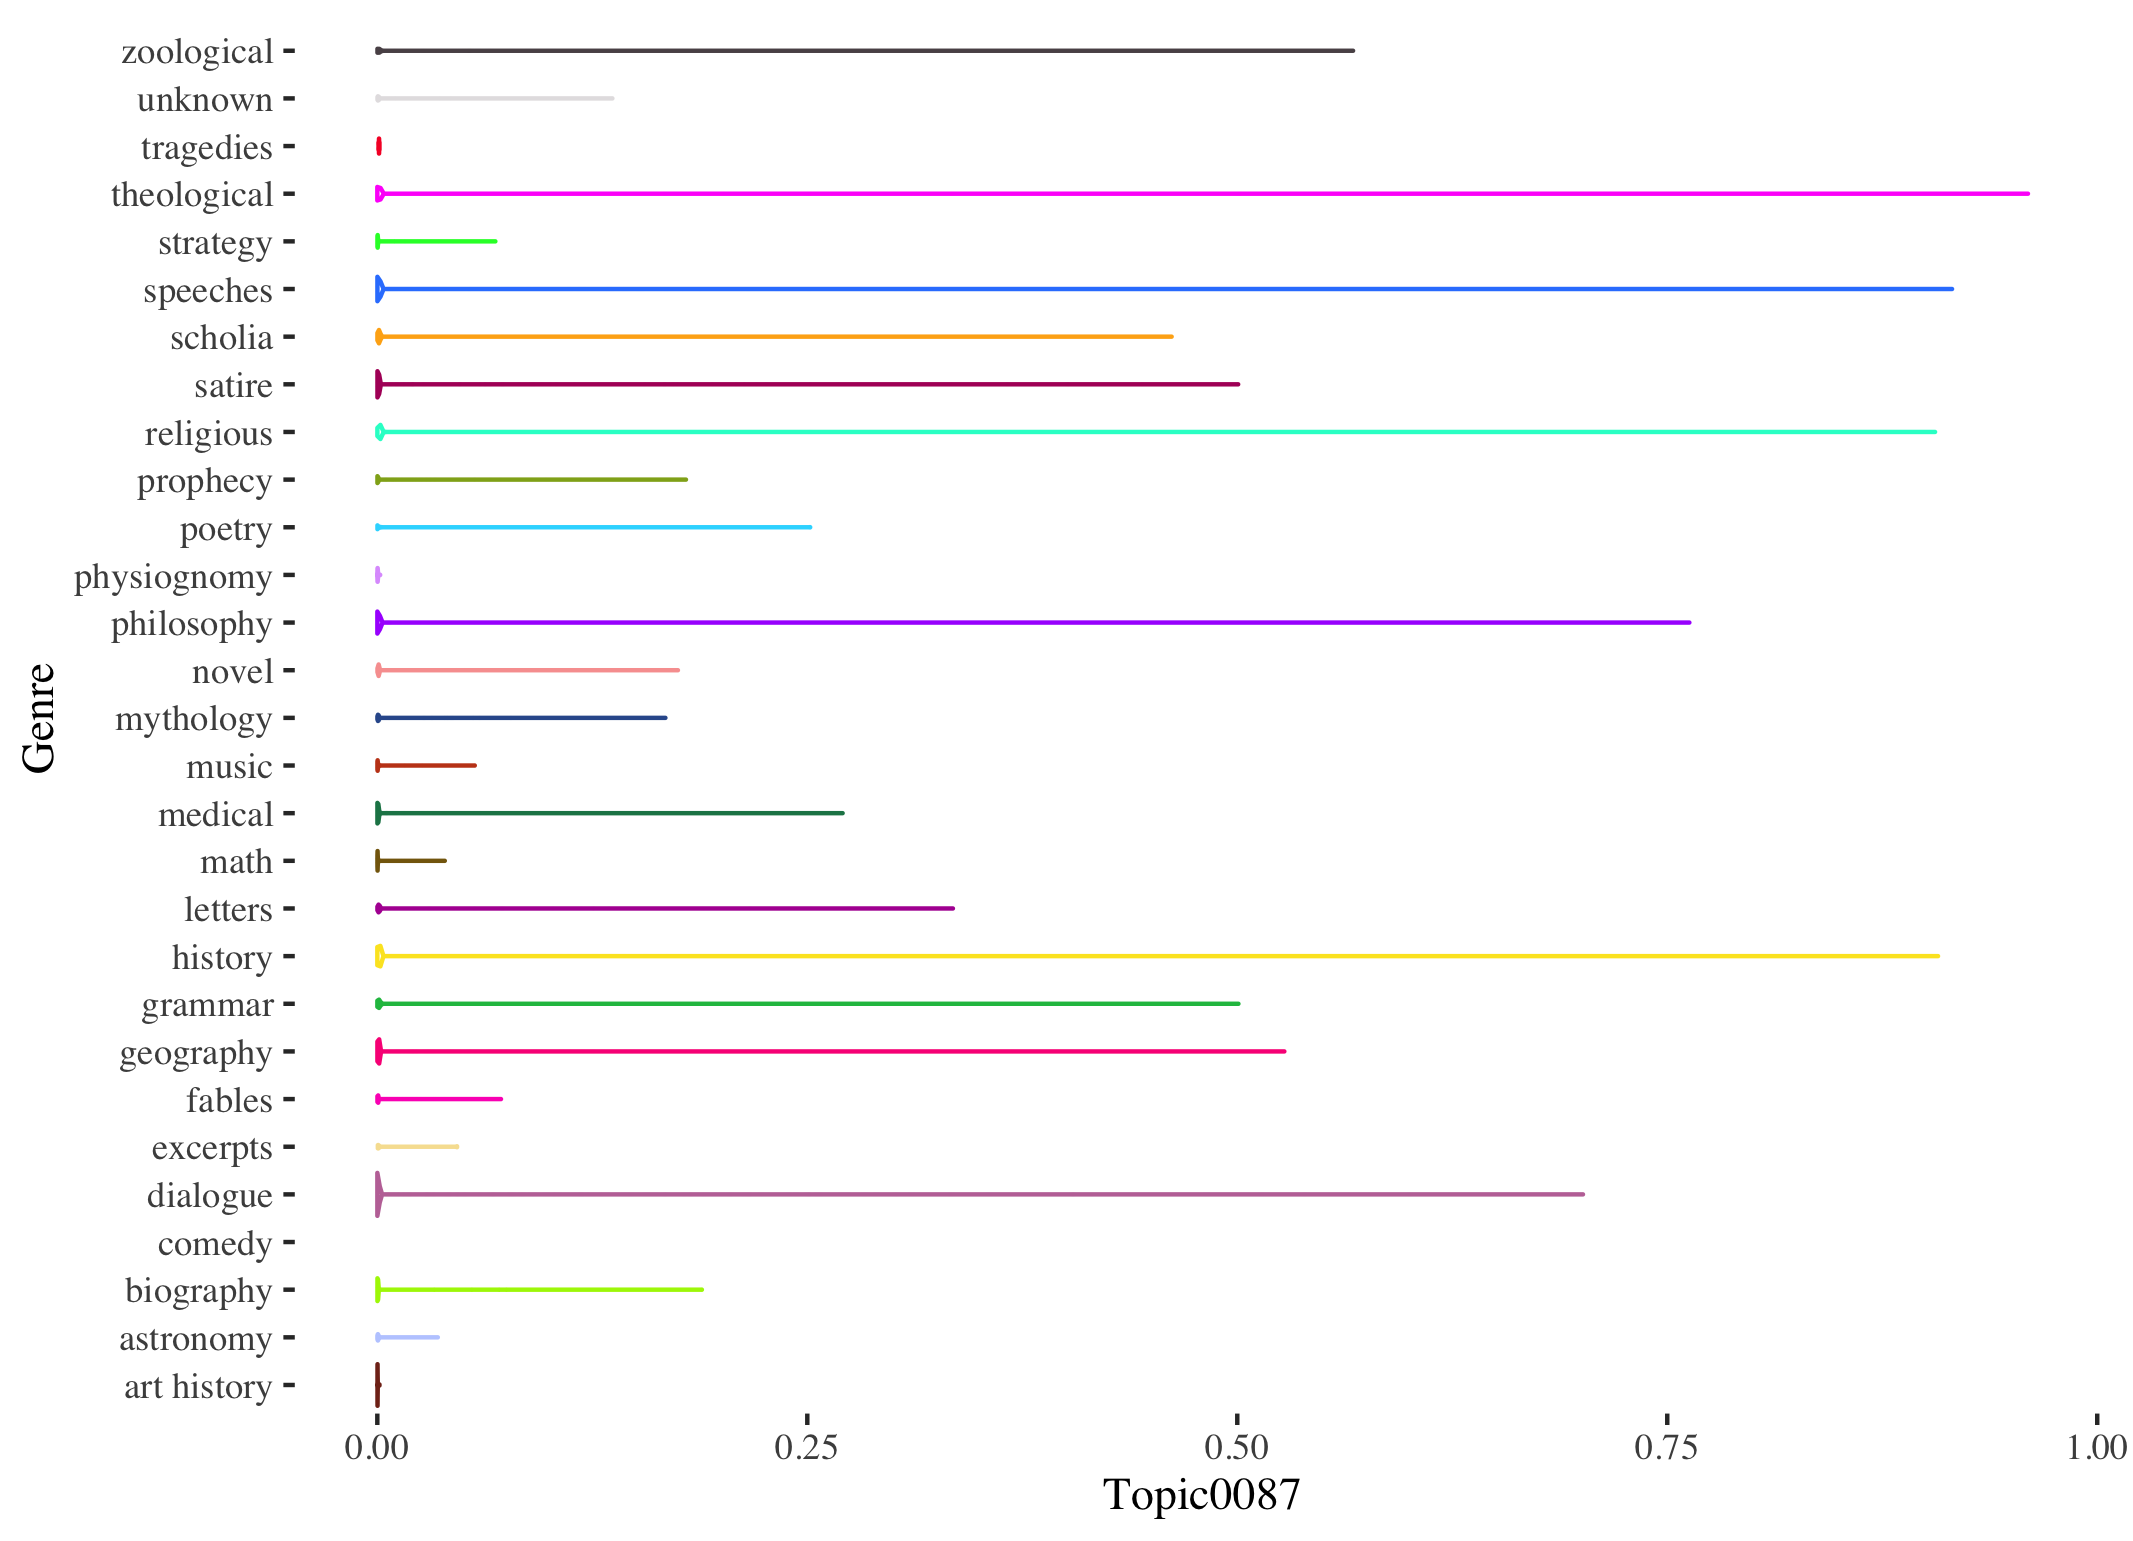 zoological
unknown
tragedies
theological
strategy
speeches
scholia
satire
religious
prophecy
poetry
physiognomy
philosophy
novel
mythology
music
medical
math
letters
history
grammar
geography
fables
excerpts
dialogue
comedy
biography
astronomy
art history
Genre
0.00 0.25 0.50 0.75 1.00
Topic0087